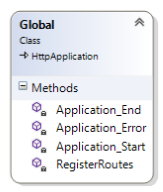 Global
Class
HttpApplication
Methods
Application_End
Application_Error
Application_Start
RegisterRoutes